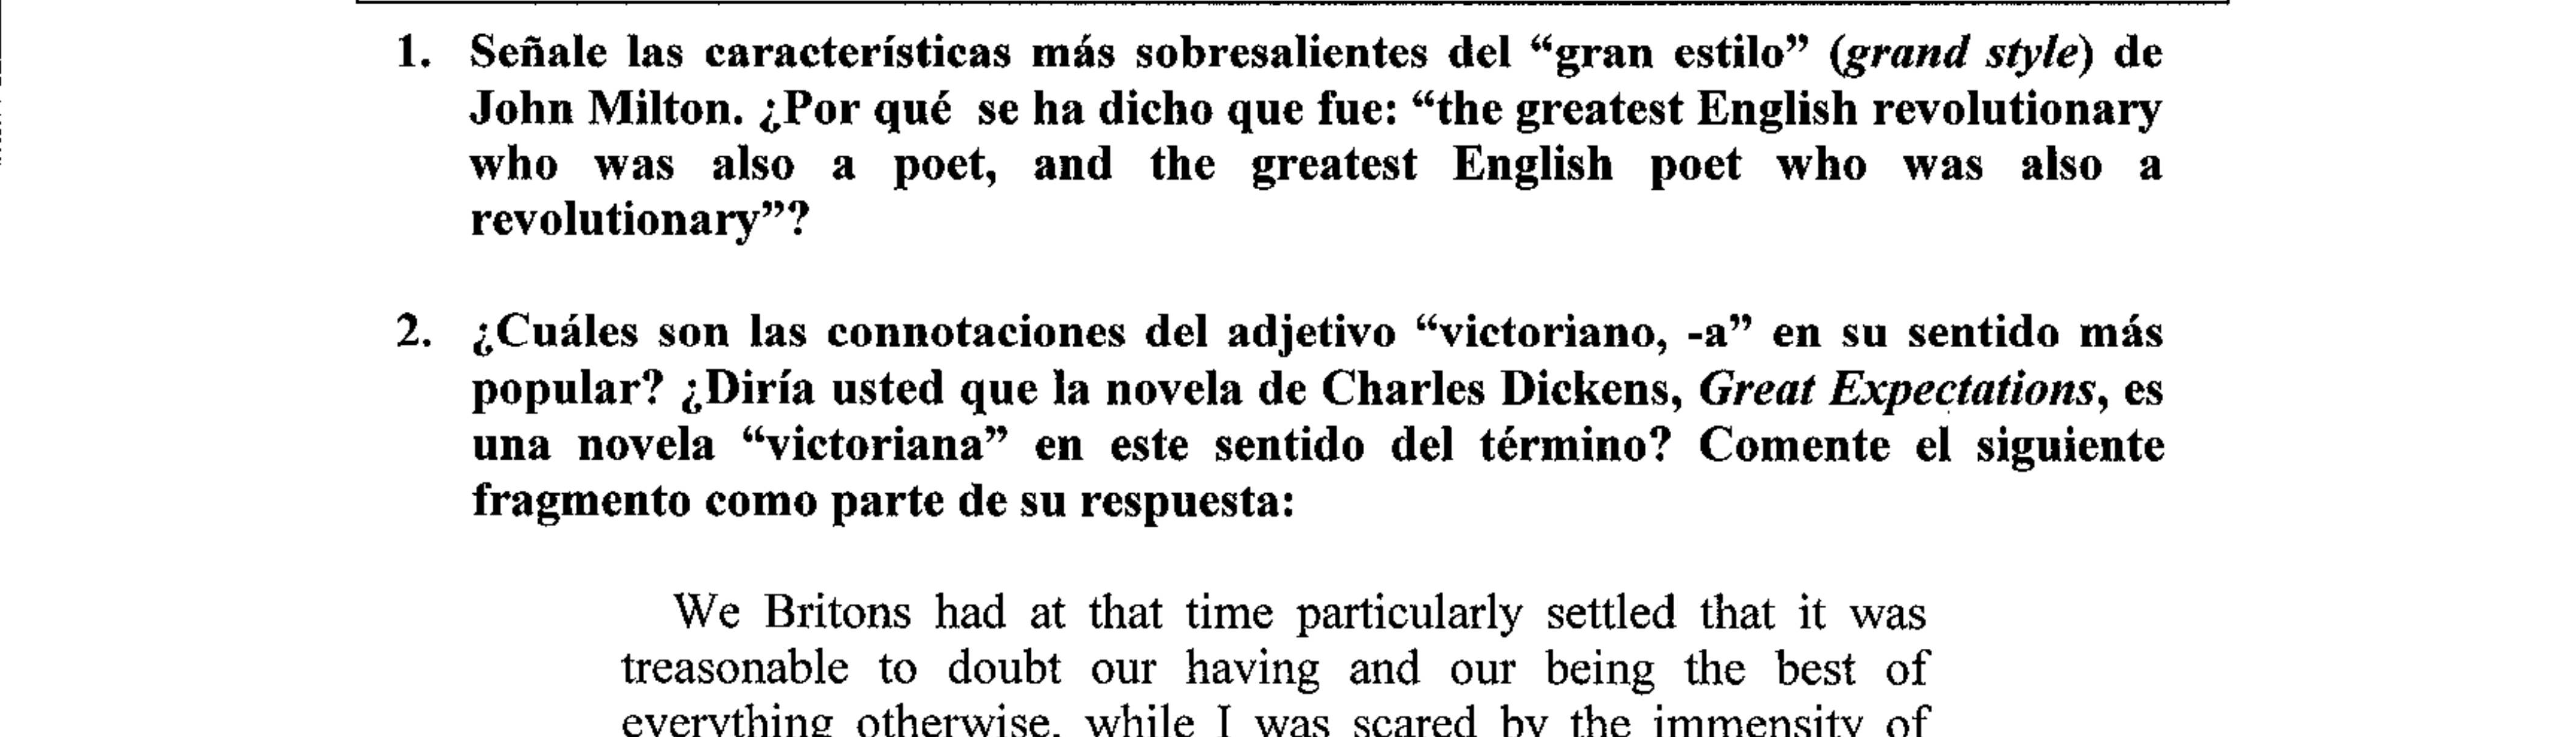 1. Señale las características más sobresalientes del “gran estilo” (grand style) de
John Milton. ¿Por qué se ha dicho que fue: “the greatest English revolutionary
who was also a poet, and the greatest English poet who was also a
revolutionary”?
2. ¿Cuáles son las connotaciones del adjetivo “victoriano, -a” en su sentido más
popular? ¿Diría usted que la novela de Charles Dickens, Great Expectations, es
una novela “victoriana” en este sentido del término? Comente el siguiente
fragmento como parte de su respuesta:
We Britons had at that time particularly settled that it was
treasonable to doubt our having and our being the best of
everything otherwise, while I was scared by the immensity of